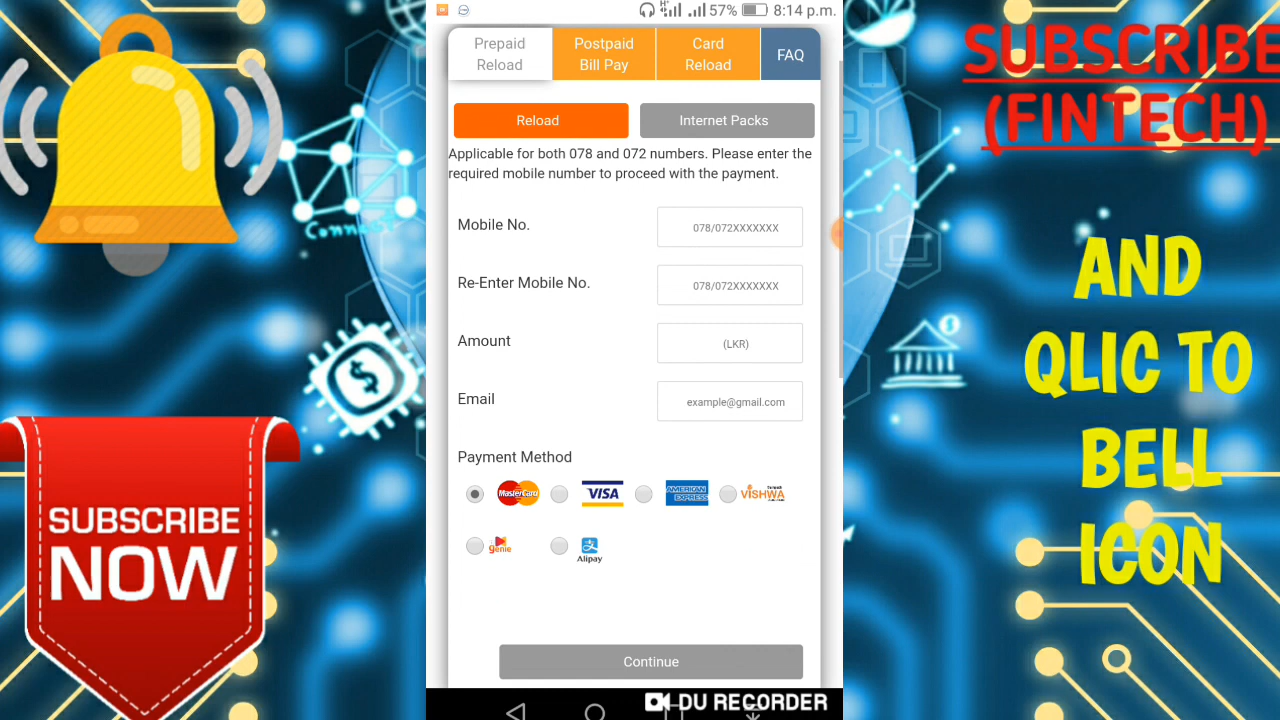 57% 8:14 p.m.
Prepaid Reload
Postpaid Bill Pay
Card Reload
FAQ
Reload
Internet Packs
Applicable for both 078 and 072 numbers. Please enter the
required mobile number to proceed with the payment.
Mobile No.
078/072XXXXXXX
Re-Enter Mobile No.
078/072XXXXXXX
Amount
(LKR)
Email
example@gmail.com
Payment Method
MasterCard
VISA
AMERICAN EXPRESS
VISHWA
genie
Alipay
Continue
DU RECORDER
Connect
SUBSCRIBE
NOW
SUBSCRIBE
(FINTECH)
AND
QLIC TO
BELL
ICON